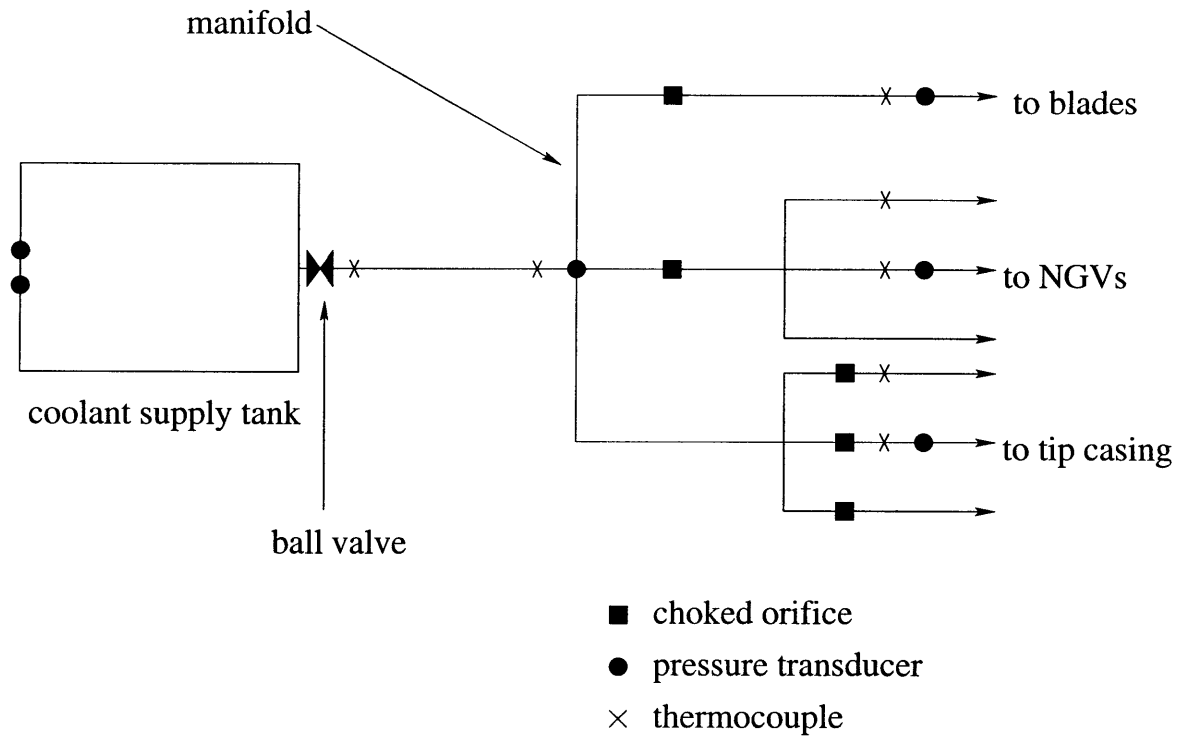 manifold
to blades
to NGVs
coolant supply tank
to tip casing
ball valve
choked orifice
pressure transducer
thermocouple